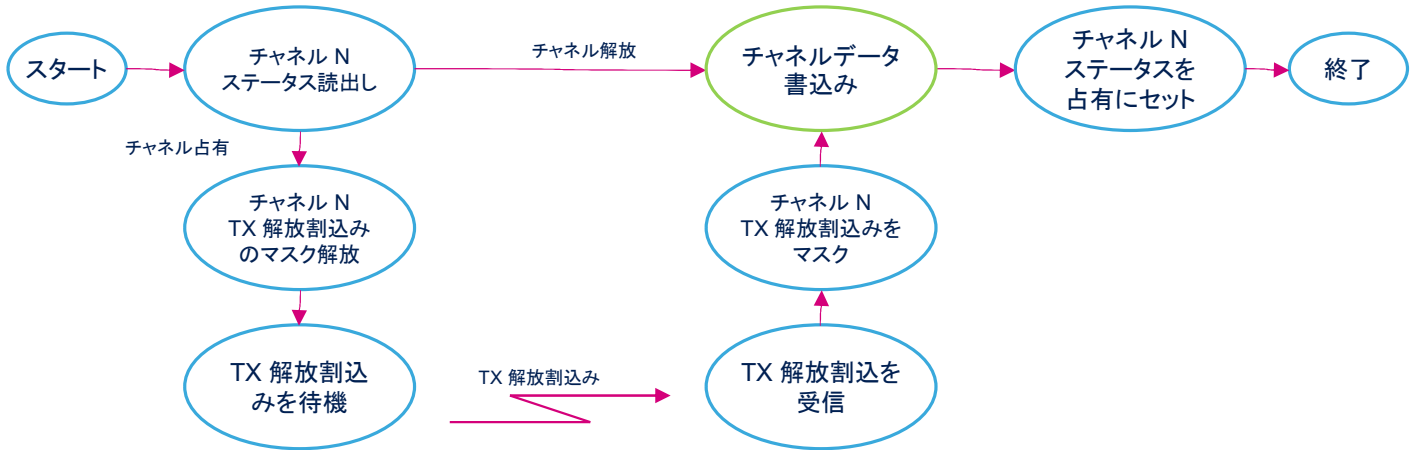 スタート
チャネル N
ステータス読出し
チャネル解放
チャネルデータ
書込み
チャネル N
ステータスを
占有にセット
終了
チャネル占有
チャネル N
TX 解放割込み
のマスク解放
チャネル N
TX 解放割込みを
マスク
TX 解放割込
みを待機
TX 解放割込み
TX 解放割込を
受信